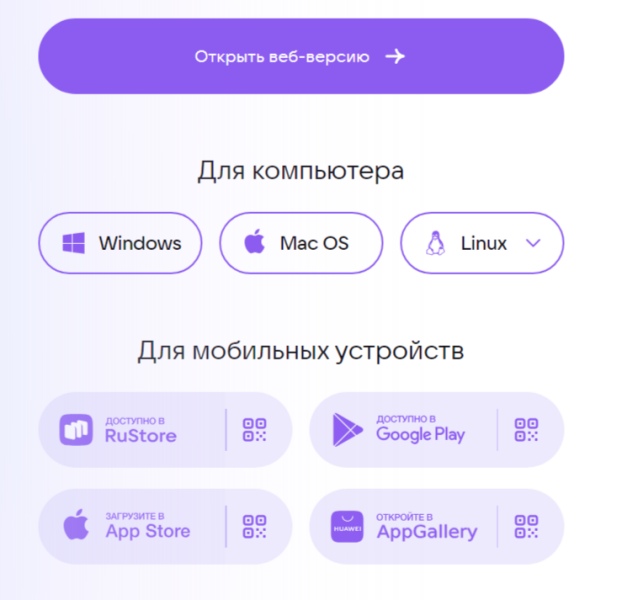 Открыть веб-версию
Для компьютера
Windows
Mac OS
Linux
Для мобильных устройств
ДОСТУПНО В
RuStore
ДОСТУПНО В
Google Play
ЗАГРУЗИТЕ В
App Store
HUAWEI
ОТКРОЙТЕ В
AppGallery